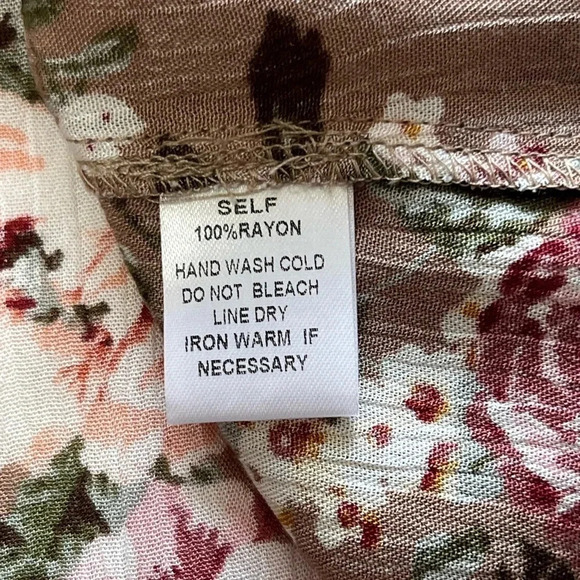 SELF
100%RAYON
HAND WASH COLD
DO NOT BLEACH
LINE DRY
IRON WARM IF
NECESSARY